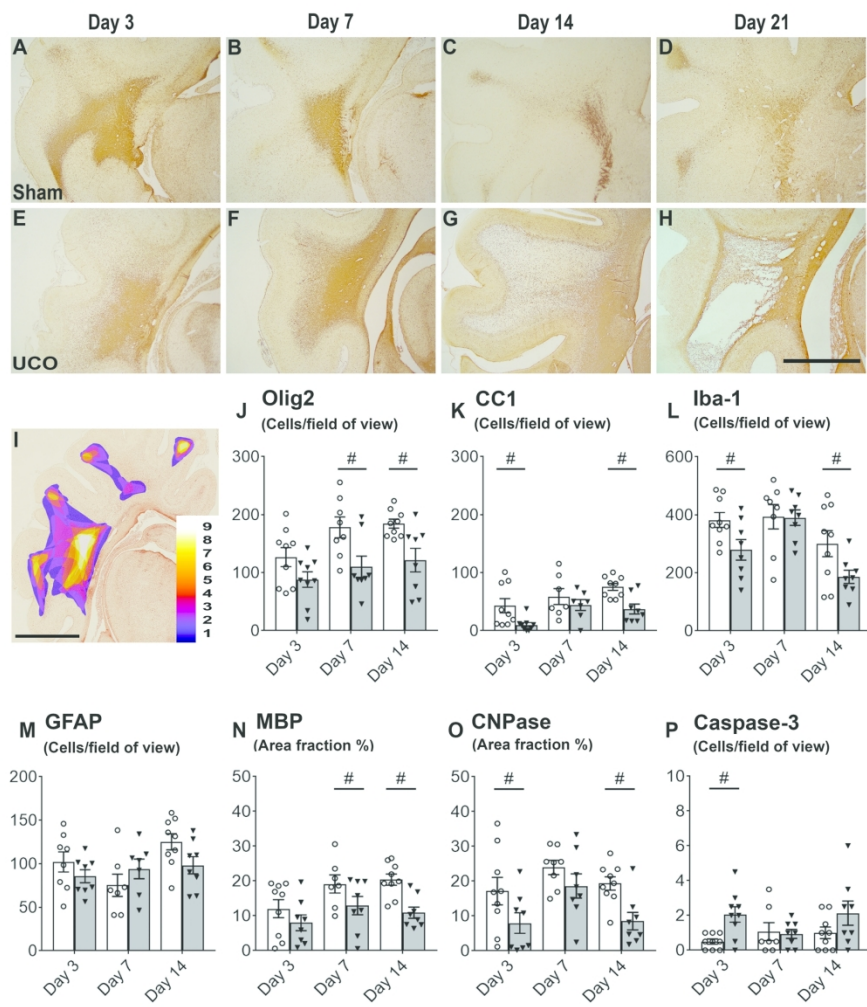 Day 3 Day 7 Day 14 Day 21
A B C D
Sham
E F G H
UCO
I
9
8
7
6
5
4
3
2
1
J Olig2
(Cells/field of view)
300
200
100
0
Day 3 Day 7 Day 14
# #
K CC1
(Cells/field of view)
300
200
100
50
0
Day 3 Day 7 Day 14
# #
L Iba-1
(Cells/field of view)
600
400
200
0
Day 3 Day 7 Day 14
# #
M GFAP
(Cells/field of view)
200
150
100
50
0
Day 3 Day 7 Day 14
N MBP
(Area fraction %)
50
40
30
20
10
0
Day 3 Day 7 Day 14
# #
O CNPase
(Area fraction %)
50
40
30
20
10
0
Day 3 Day 7 Day 14
# #
P Caspase-3
(Cells/field of view)
8
6
4
2
0
Day 3 Day 7 Day 14
#